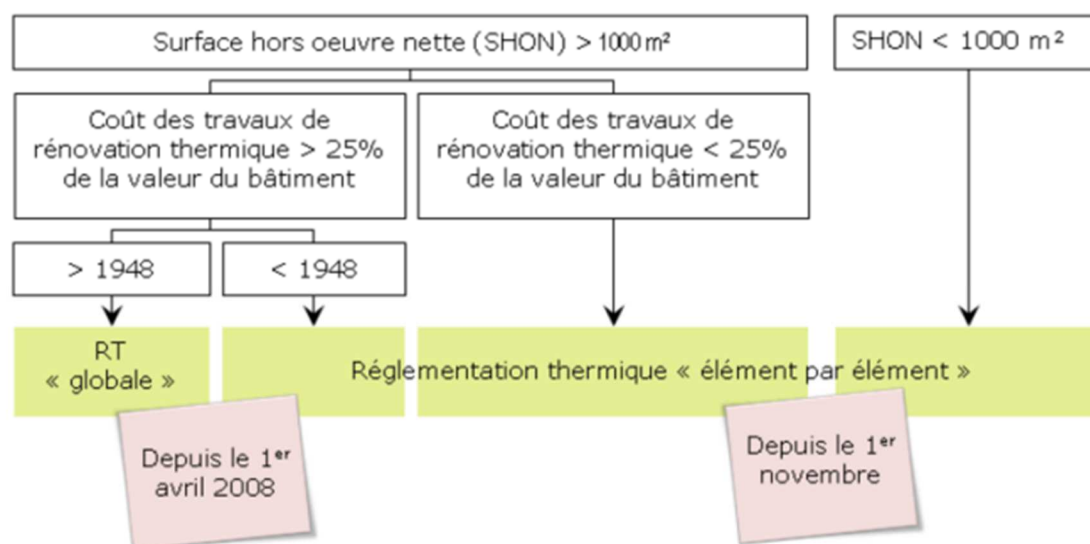 Surface hors oeuvre nette (SHON) > 1000 m²
SHON < 1000 m²
Coût des travaux de
rénovation thermique > 25%
de la valeur du bâtiment
Coût des travaux de
rénovation thermique < 25%
de la valeur du bâtiment
> 1948
< 1948
RT
« globale »
Réglementation thermique « élément par élément »
Depuis le 1er
avril 2008
Depuis le 1er
novembre